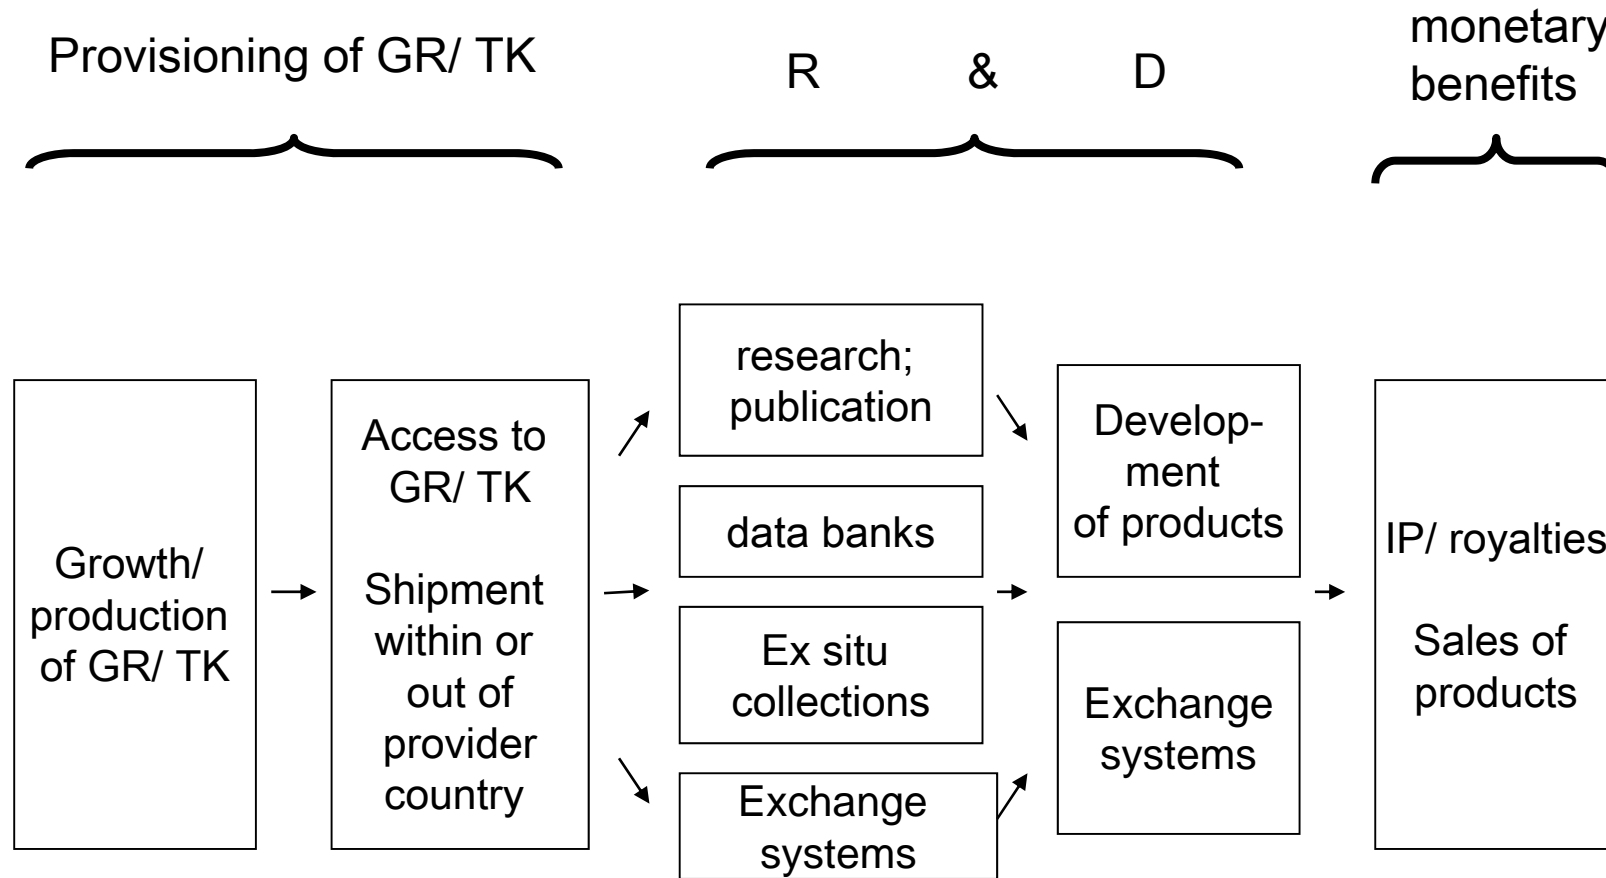 Provisioning of GR/ TK
R & D
monetary
benefits
Growth/
production
of GR/ TK
Access to
GR/ TK
Shipment
within or
out of
provider
country
research;
publication
data banks
Ex situ
collections
Exchange
systems
Develop-
ment
of products
Exchange
systems
IP/ royalties
Sales of
products